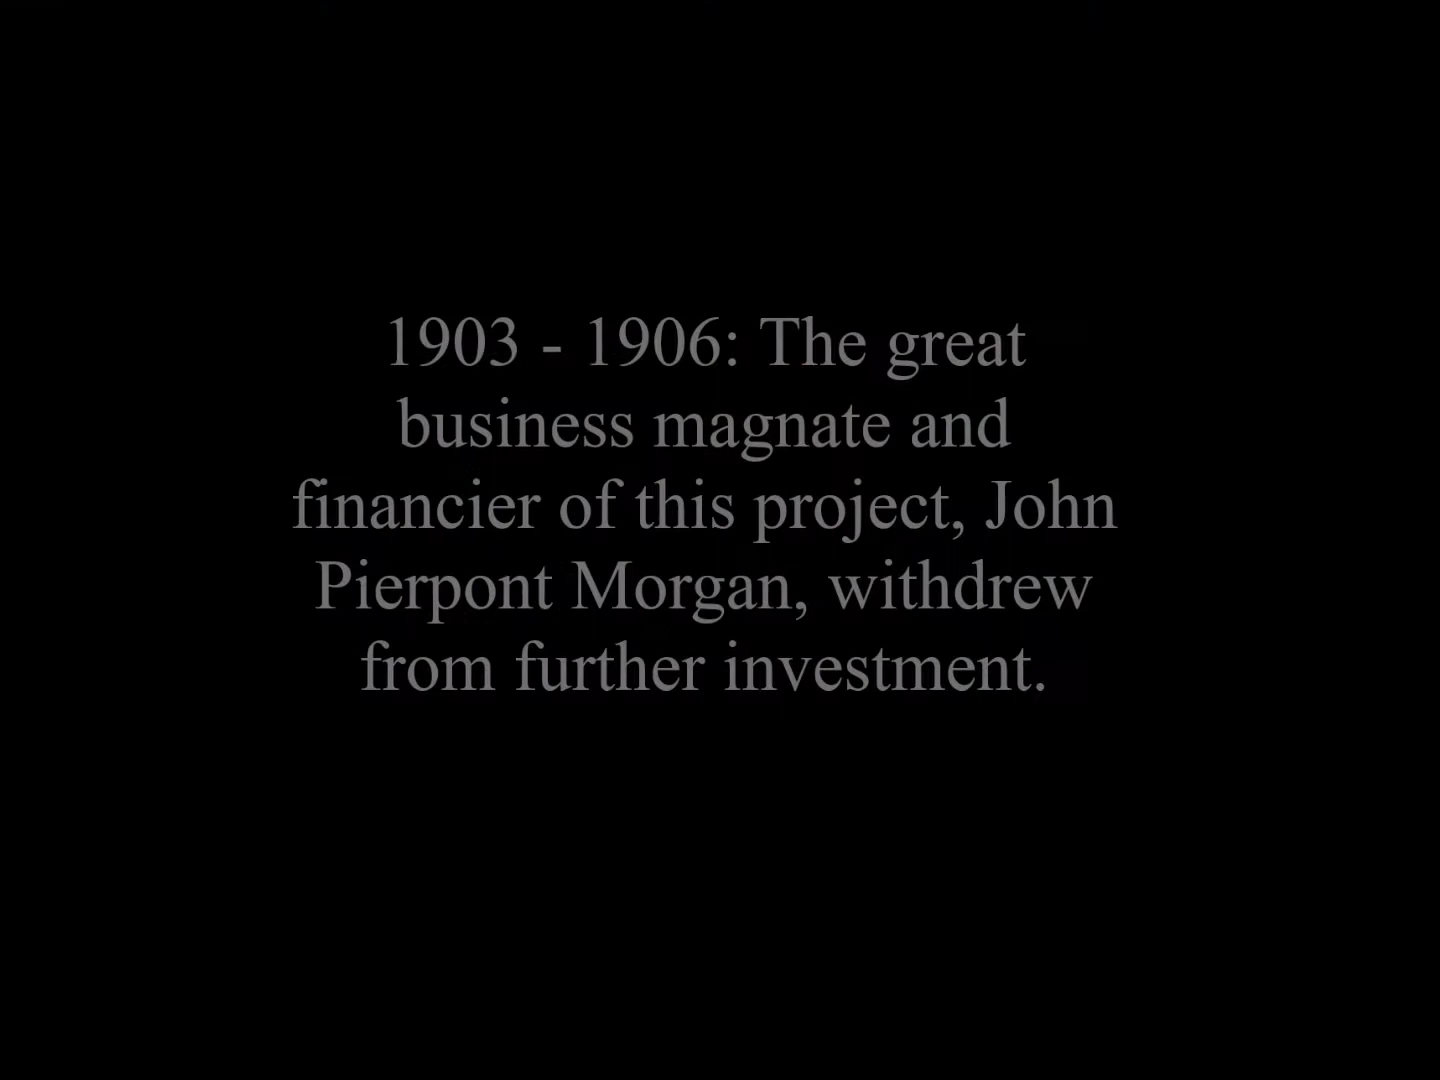 1903 - 1906: The great
business magnate and
financier of this project, John
Pierpont Morgan, withdrew
from further investment.